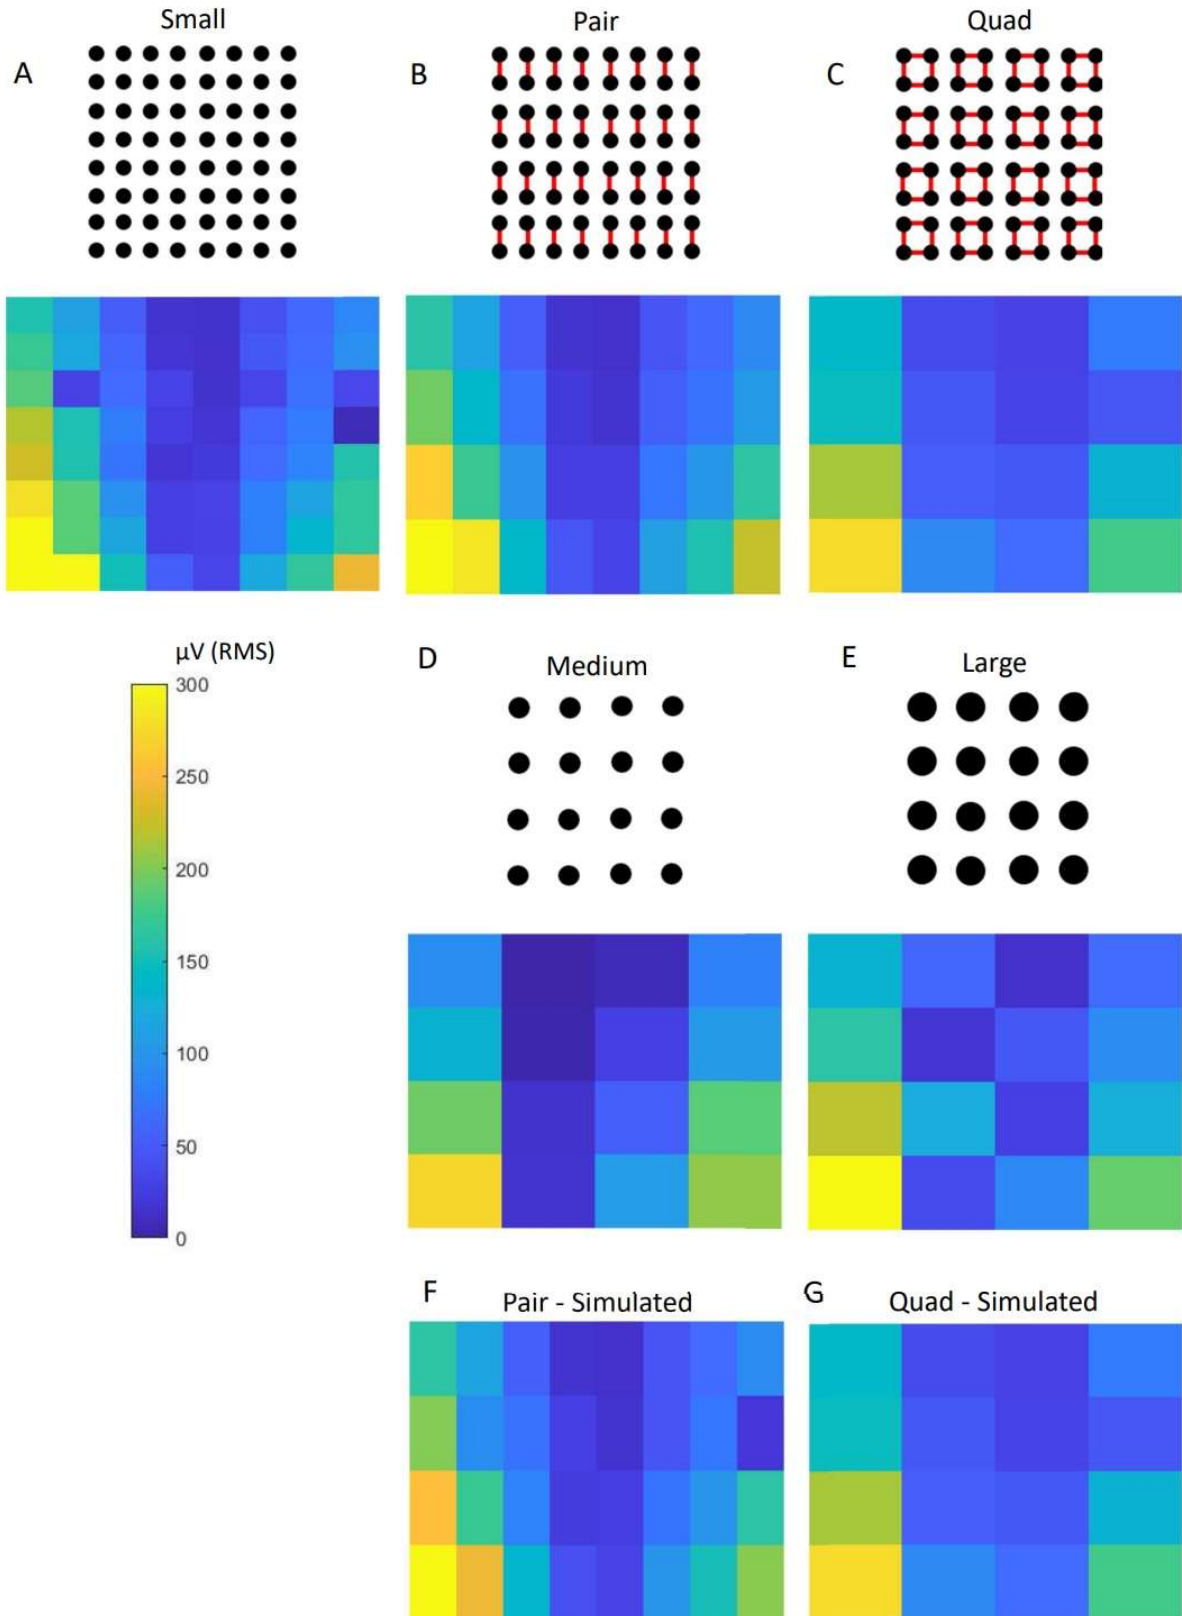 Small
Pair
Quad
A
B
C
µV (RMS)
300
250
200
150
100
50
0
D
Medium
E
Large
F
Pair - Simulated
G
Quad - Simulated